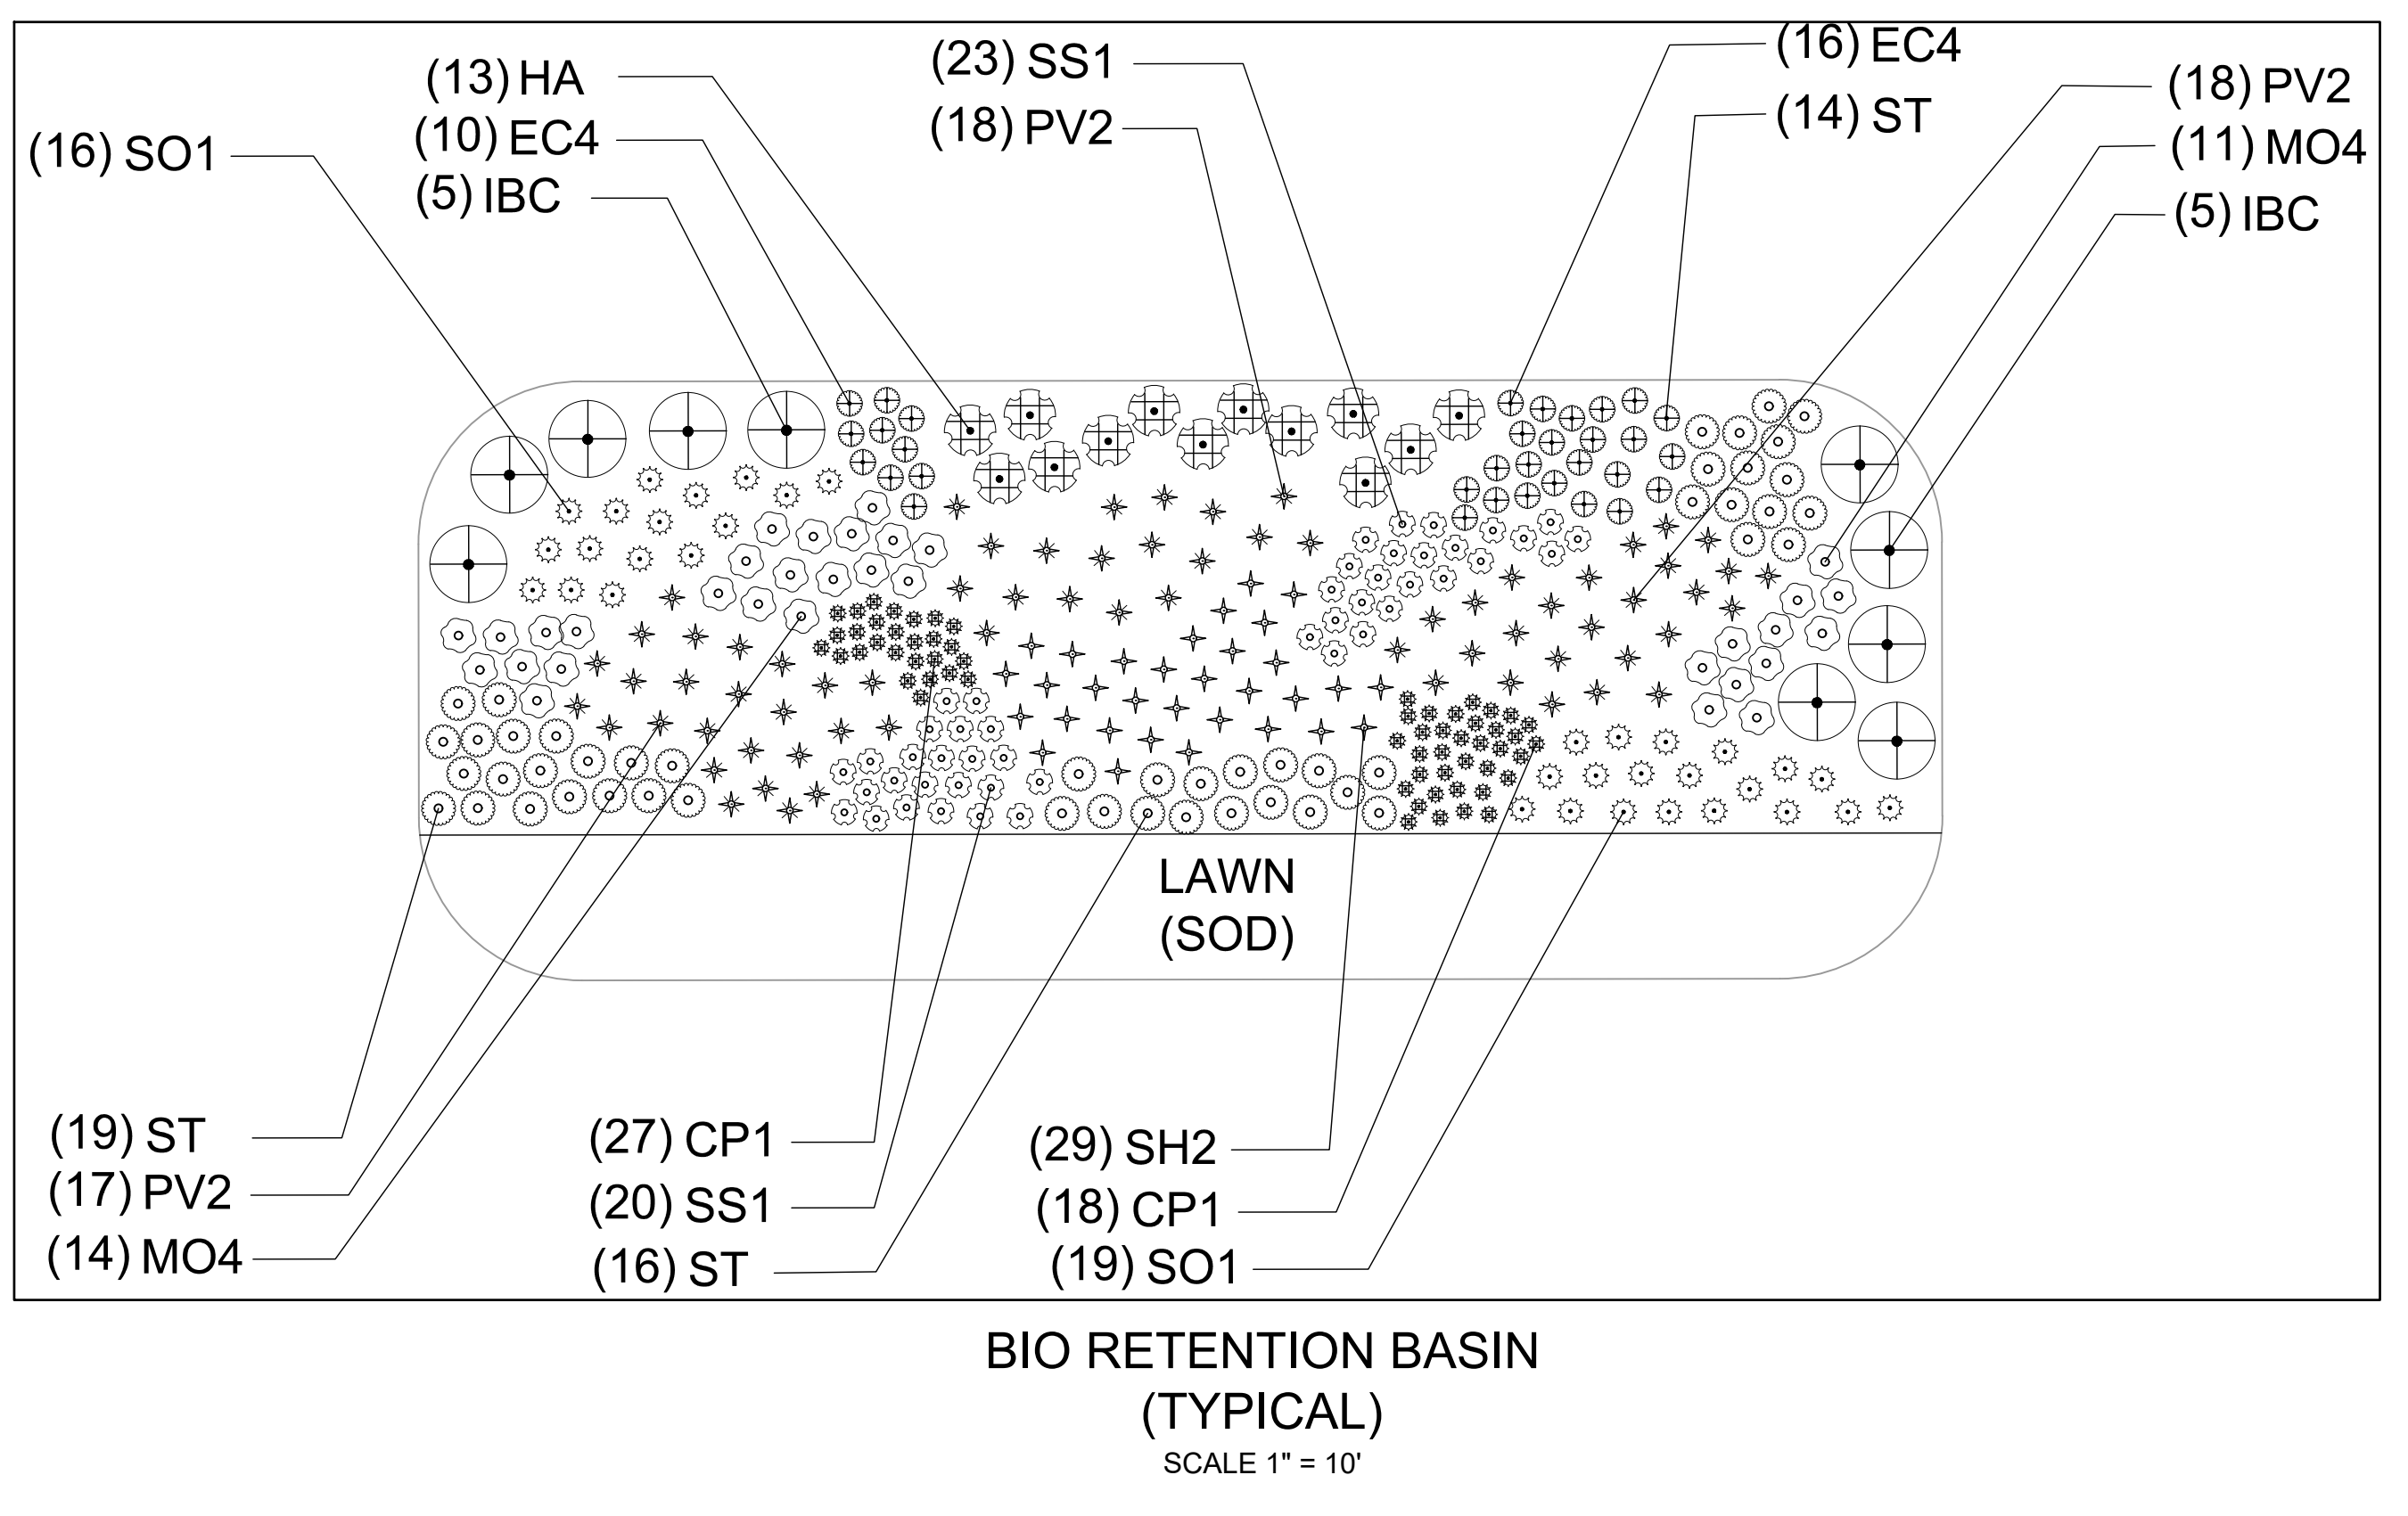 (16) SO1
(13) HA
(10) EC4
(5) IBC
(23) SS1
(18) PV2
(16) EC4
(14) ST
(18) PV2
(11) MO4
(5) IBC
LAWN
(SOD)
(19) ST
(17) PV2
(14) MO4
(27) CP1
(20) SS1
(16) ST
(29) SH2
(18) CP1
(19) SO1
BIO RETENTION BASIN
(TYPICAL)
SCALE 1" = 10'